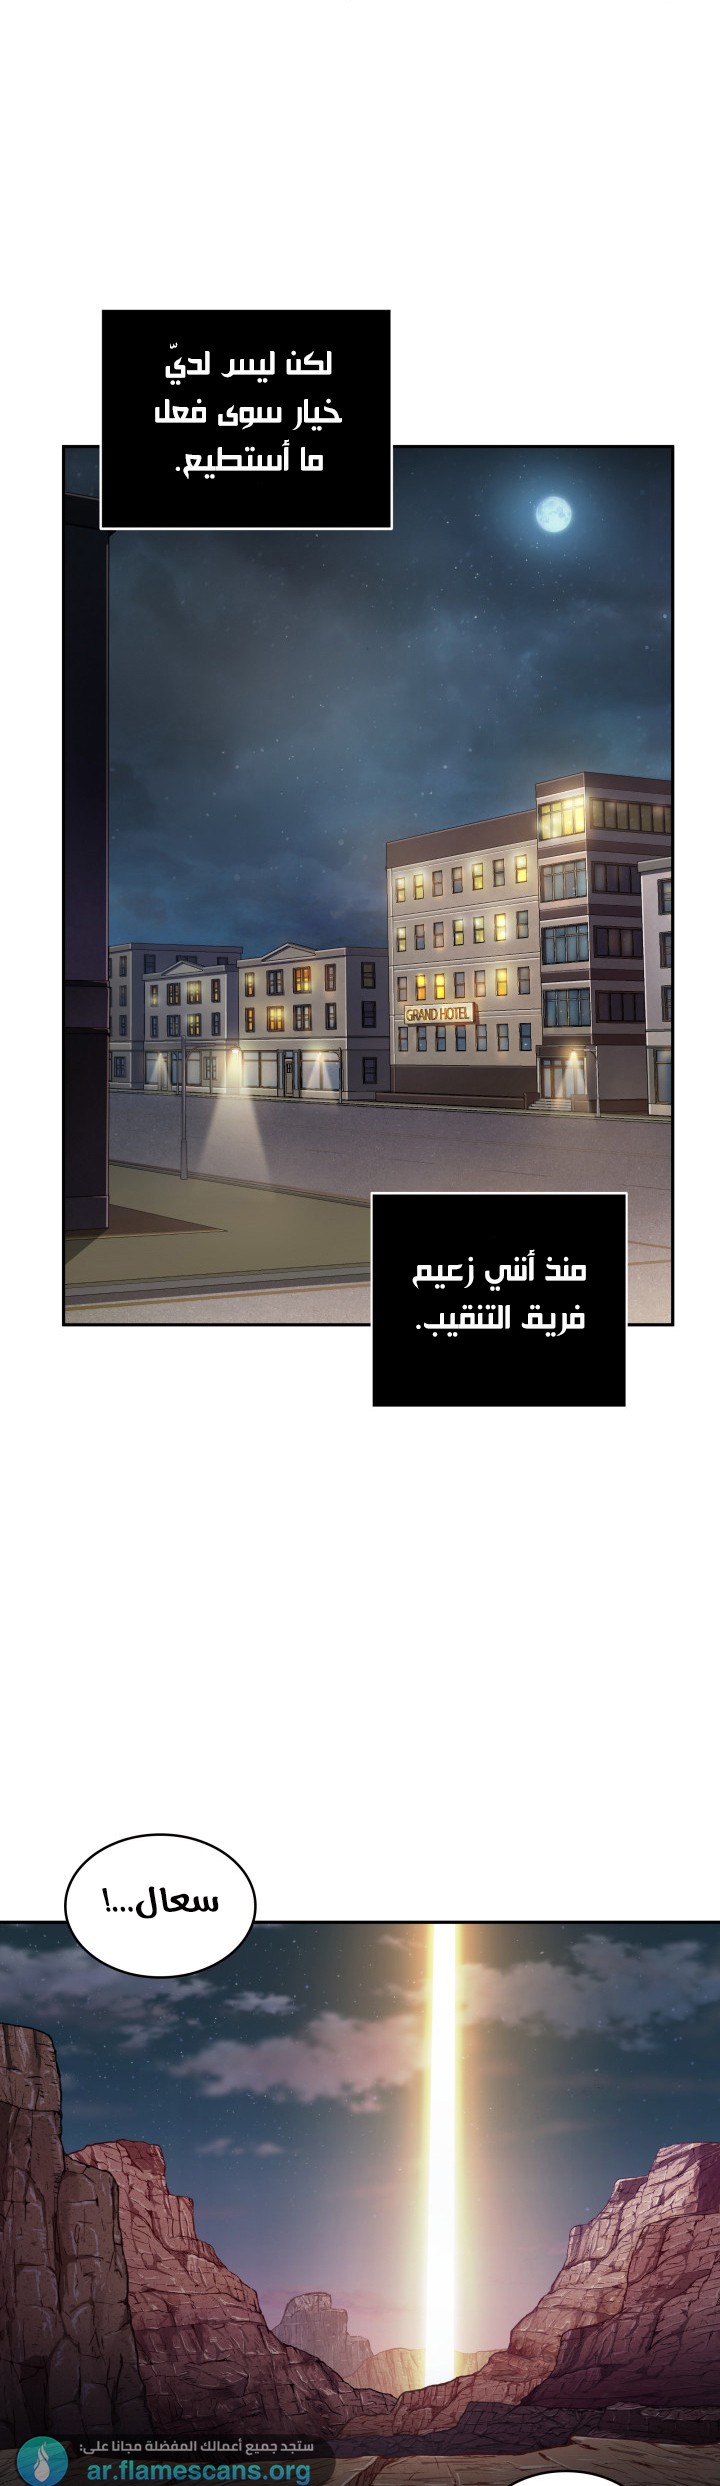 لكن ليس لديّ
خيار سوى فعل
ما أستطيع.
GRAND HOTEL
منذ أنني زعيم
فريق التنقيب.
سعال...!
ستجد جميع أعمالك المفضلة مجانا على:
ar.flamescans.org